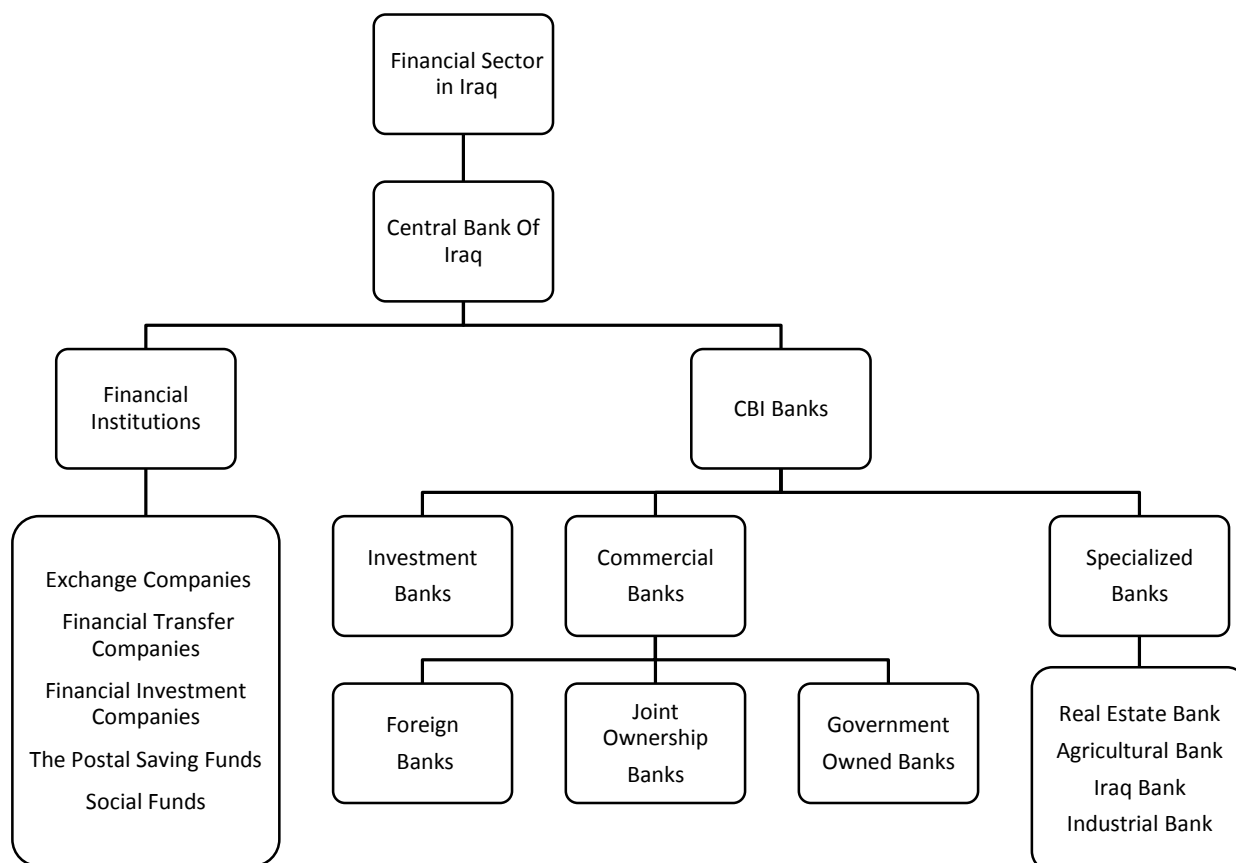 Financial Sector
in Iraq
Central Bank Of
Iraq
Financial
Institutions
CBI Banks
Exchange Companies
Financial Transfer
Companies
Financial Investment
Companies
The Postal Saving Funds
Social Funds
Investment
Banks
Commercial
Banks
Specialized
Banks
Foreign
Banks
Joint
Ownership
Banks
Government
Owned Banks
Real Estate Bank
Agricultural Bank
Iraq Bank
Industrial Bank